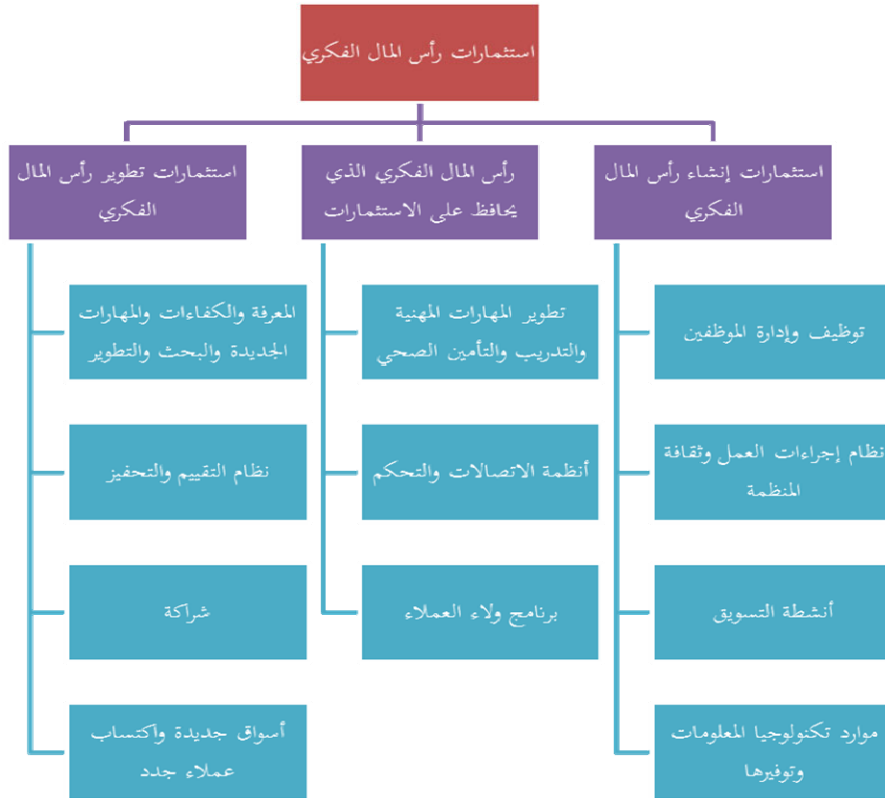 استثمارات رأس المال الفكري
استثمارات إنشاء رأس المال
الفكري
توظيف وإدارة الموظفين
نظام إجراءات العمل وثقافة
المنظمة
أنشطة التسويق
موارد تكنولوجيا المعلومات
وتوفيرها
رأس المال الفكري الذي
يحافظ على الاستثمارات
تطوير المهارات المهنية
والتدريب والتأمين الصحي
أنظمة الاتصالات والتحكم
برنامج ولاء العملاء
استثمارات تطوير رأس المال
الفكري
المعرفة والكفاءات والمهارات
الجديدة والبحث والتطوير
نظام التقييم والتحفيز
شراكة
أسواق جديدة واكتساب
عملاء جدد